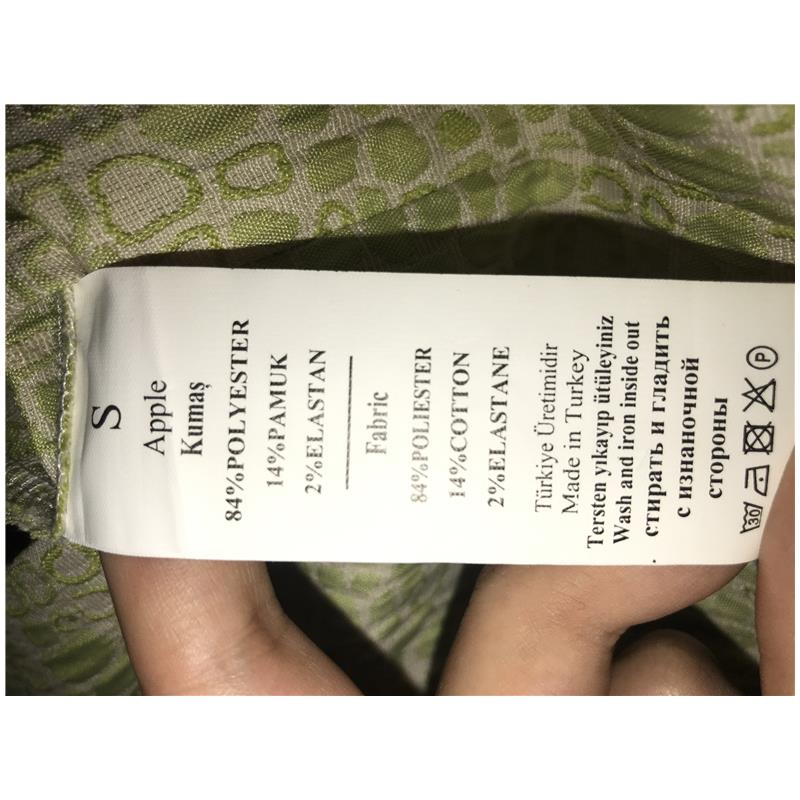 S
Apple
Kumaş
84%POLYESTER
14%PAMUK
2%ELASTAN
Fabric
84%POLIESTER
14%COTTON
2%ELASTANE
Türkiye Üretimidir
Made in Turkey
Tersten yıkayıp ütüleyiniz
Wash and iron inside out
стирать и гладить
с изнаночной
стороны
30 P